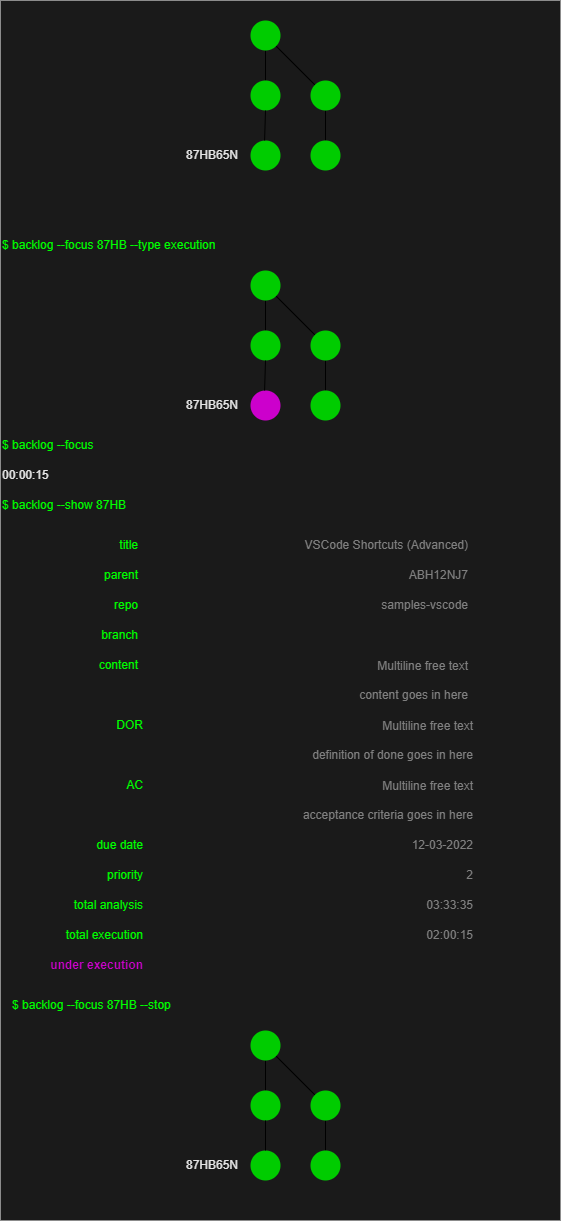 87HB65N
$ backlog --focus 87HB --type execution
87HB65N
$ backlog --focus
00:00:15
$ backlog --show 87HB
title VSCode Shortcuts (Advanced)
parent ABH12NJ7
repo samples-vscode
branch
content Multiline free text
content goes in here
DOR Multiline free text
definition of done goes in here
AC Multiline free text
acceptance criteria goes in here
due date 12-03-2022
priority 2
total analysis 03:33:35
total execution 02:00:15
under execution
$ backlog --focus 87HB --stop
87HB65N